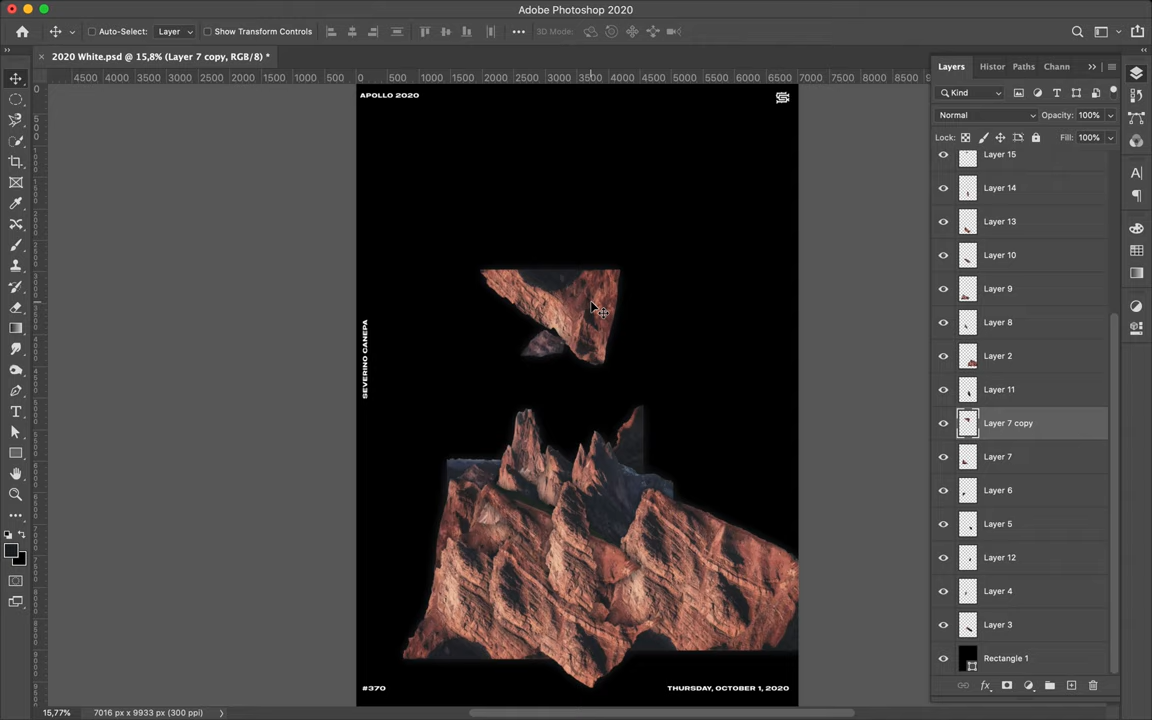 Adobe Photoshop 2020
Auto-Select: Layer Show Transform Controls 3D Mode:
2020 White.psd @ 15,8% (Layer 7 copy, RGB/8) *
4500 4000 3500 3000 2500 2000 1500 1000 500 0 500 1000 1500 2000 2500 3000 3500 4000 4500 5000 5500 6000 6500 7000 7500 8000 8500
APOLLO 2020
SEVERINO CANEPA
#370
THURSDAY, OCTOBER 1, 2020
Layers Histor Paths Chann
Kind
Normal Opacity: 100%
Lock: Fill: 100%
Layer 15
Layer 14
Layer 13
Layer 10
Layer 9
Layer 8
Layer 2
Layer 11
Layer 7 copy
Layer 7
Layer 6
Layer 5
Layer 12
Layer 4
Layer 3
Rectangle 1
15,77% 7016 px x 9933 px (300 ppi)